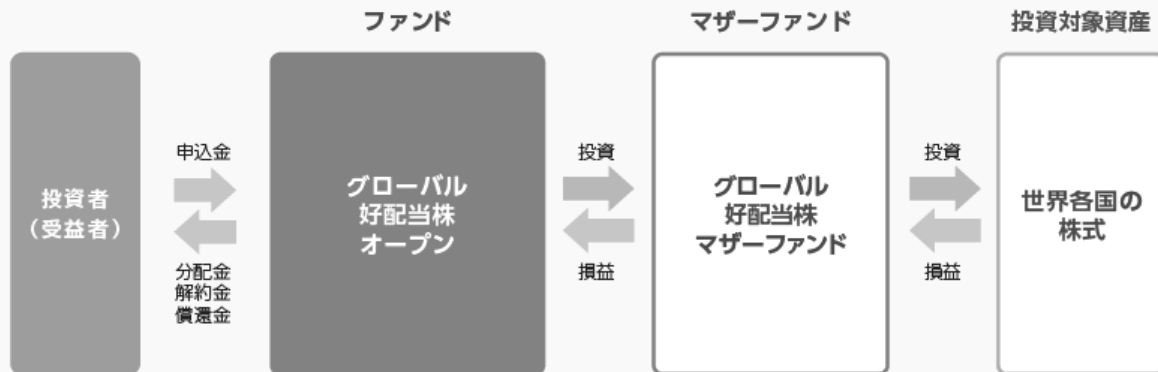 ファンド
マザーファンド
投資対象資産
投資者
（受益者）
申込金
分配金
解約金
償還金
グローバル
好配当株
オープン
投資
損益
グローバル
好配当株
マザーファンド
投資
損益
世界各国の
株式